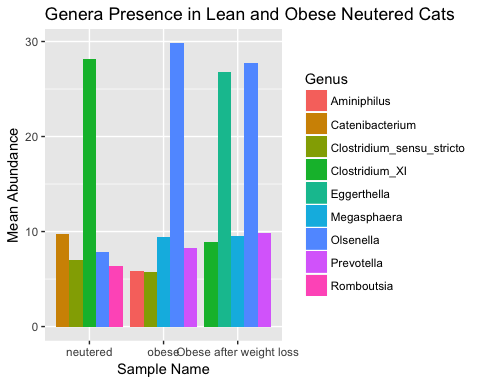 Genera Presence in Lean and Obese Neutered Cats
Mean Abundance
30
20
10
0
neutered
obese
Obese after weight loss
Sample Name
Genus
Aminiphilus
Catenibacterium
Clostridium_sensu_stricto
Clostridium_XI
Eggerthella
Megasphaera
Olsenella
Prevotella
Romboutsia